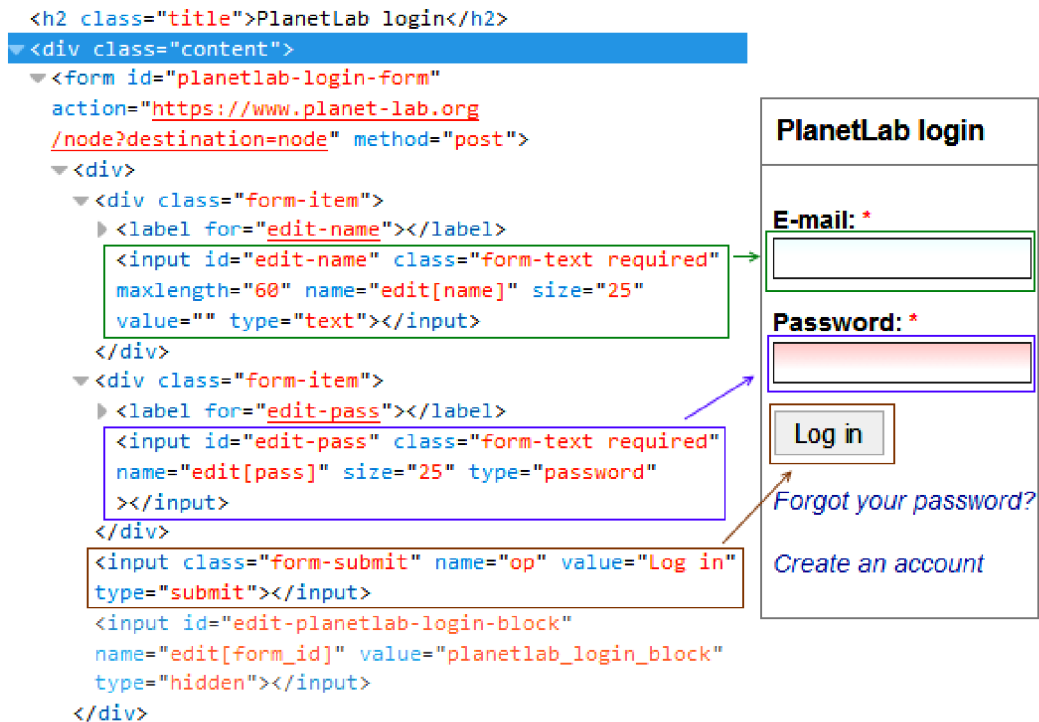 <h2 class="title">PlanetLab login</h2>
<div class="content">
<form id="planetlab-login-form"
action="https://www.planet-lab.org
/node?destination=node" method="post">
<div>
<div class="form-item">
<label for="edit-name"></label>
<input id="edit-name" class="form-text required"
maxlength="60" name="edit[name]" size="25"
value="" type="text"></input>
</div>
<div class="form-item">
<label for="edit-pass"></label>
<input id="edit-pass" class="form-text required"
name="edit[pass]" size="25" type="password"
></input>
</div>
<input class="form-submit" name="op" value="Log in"
type="submit"></input>
<input id="edit-planetlab-login-block"
name="edit[form_id]" value="planetlab_login_block"
type="hidden"></input>
</div>
PlanetLab login
E-mail: *
Password: *
Log in
Forgot your password?
Create an account